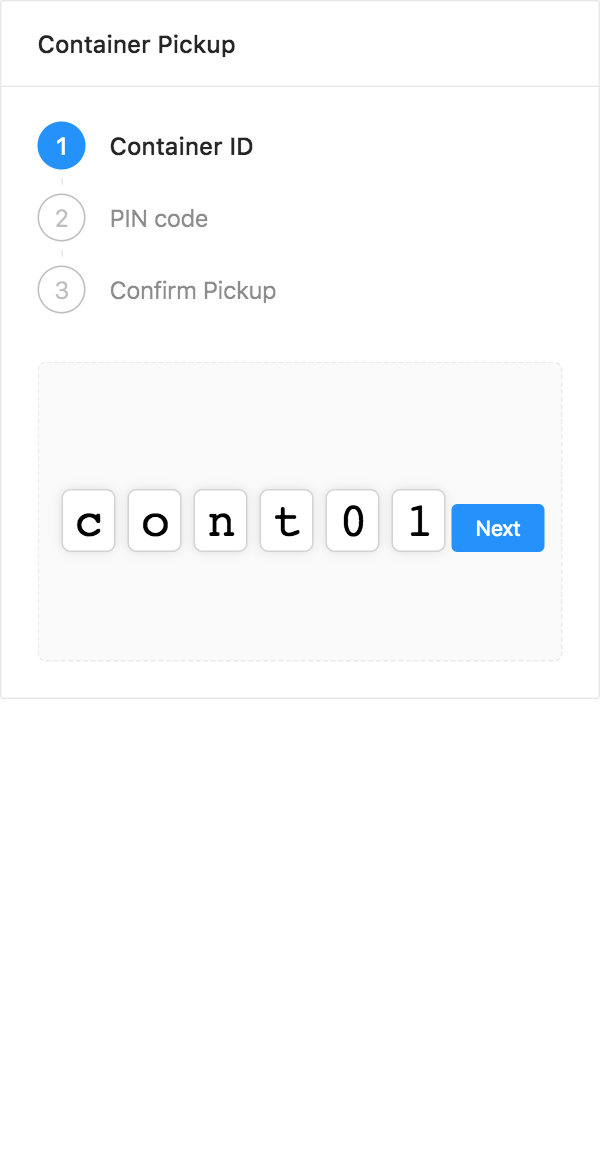 Container Pickup
1 Container ID
2 PIN code
3 Confirm Pickup
c o n t 0 1 Next